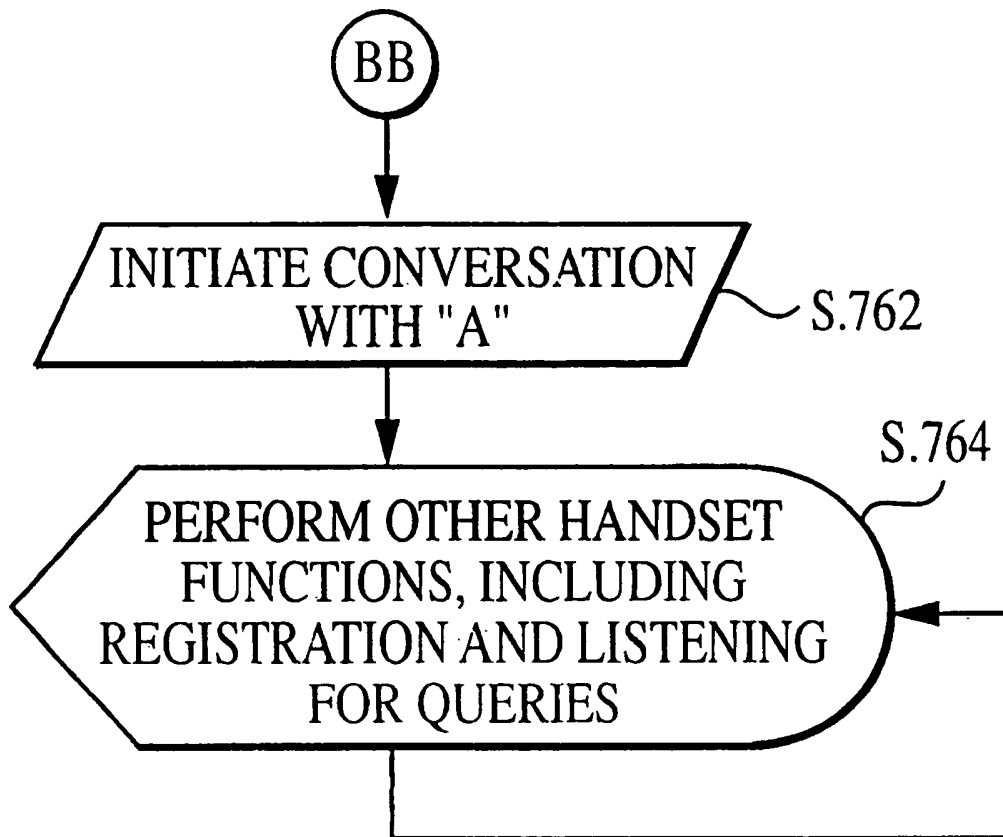 BB
INITIATE CONVERSATION
WITH "A"
S.762
S.764
PERFORM OTHER HANDSET
FUNCTIONS, INCLUDING
REGISTRATION AND LISTENING
FOR QUERIES